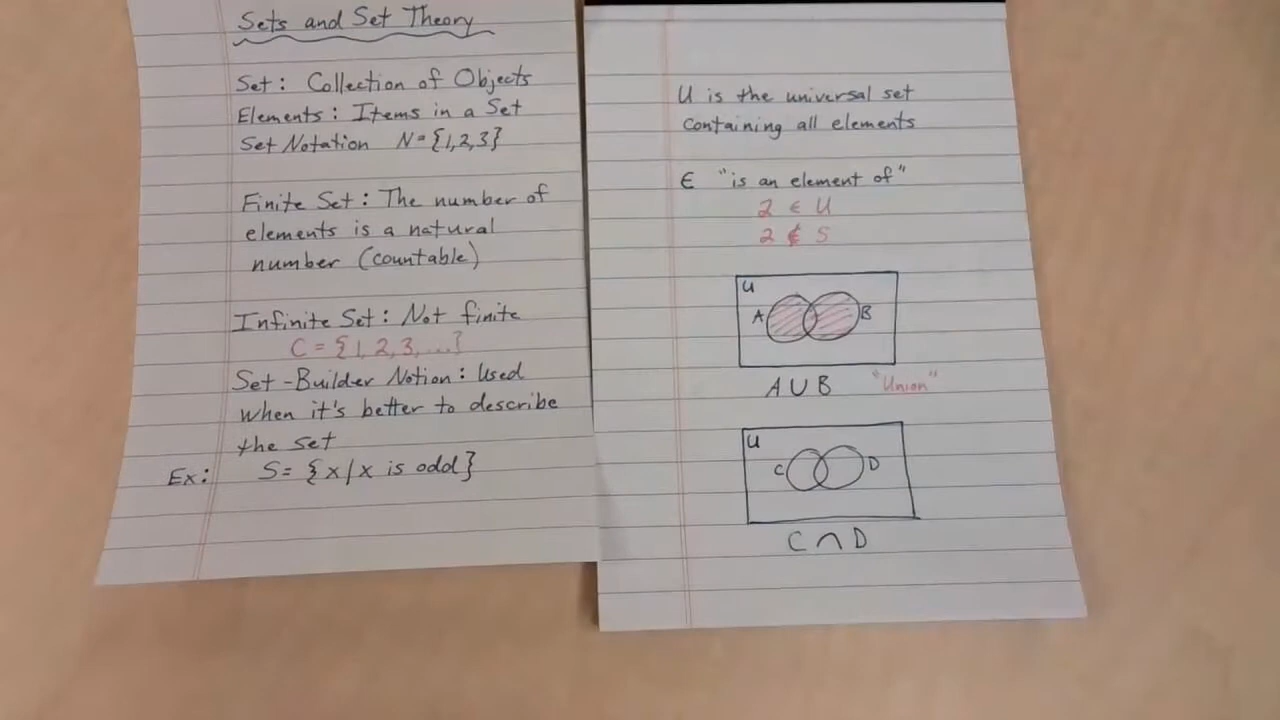 Sets and Set Theory
Set: Collection of Objects
Elements: Items in a Set
Set Notation N={1,2,3}
Finite Set: The number of
elements is a natural
number (countable)
Infinite Set: Not finite
C = {1, 2, 3, ...}
Set-Builder Notion: Used
when it's better to describe
the set
Ex: S= {x/x is odd}
U is the universal set
containing all elements
∈ "is an element of"
2 ∈ U
2 ∉ S
U
A B
A ∪ B "Union"
U
C D
C ∩ D